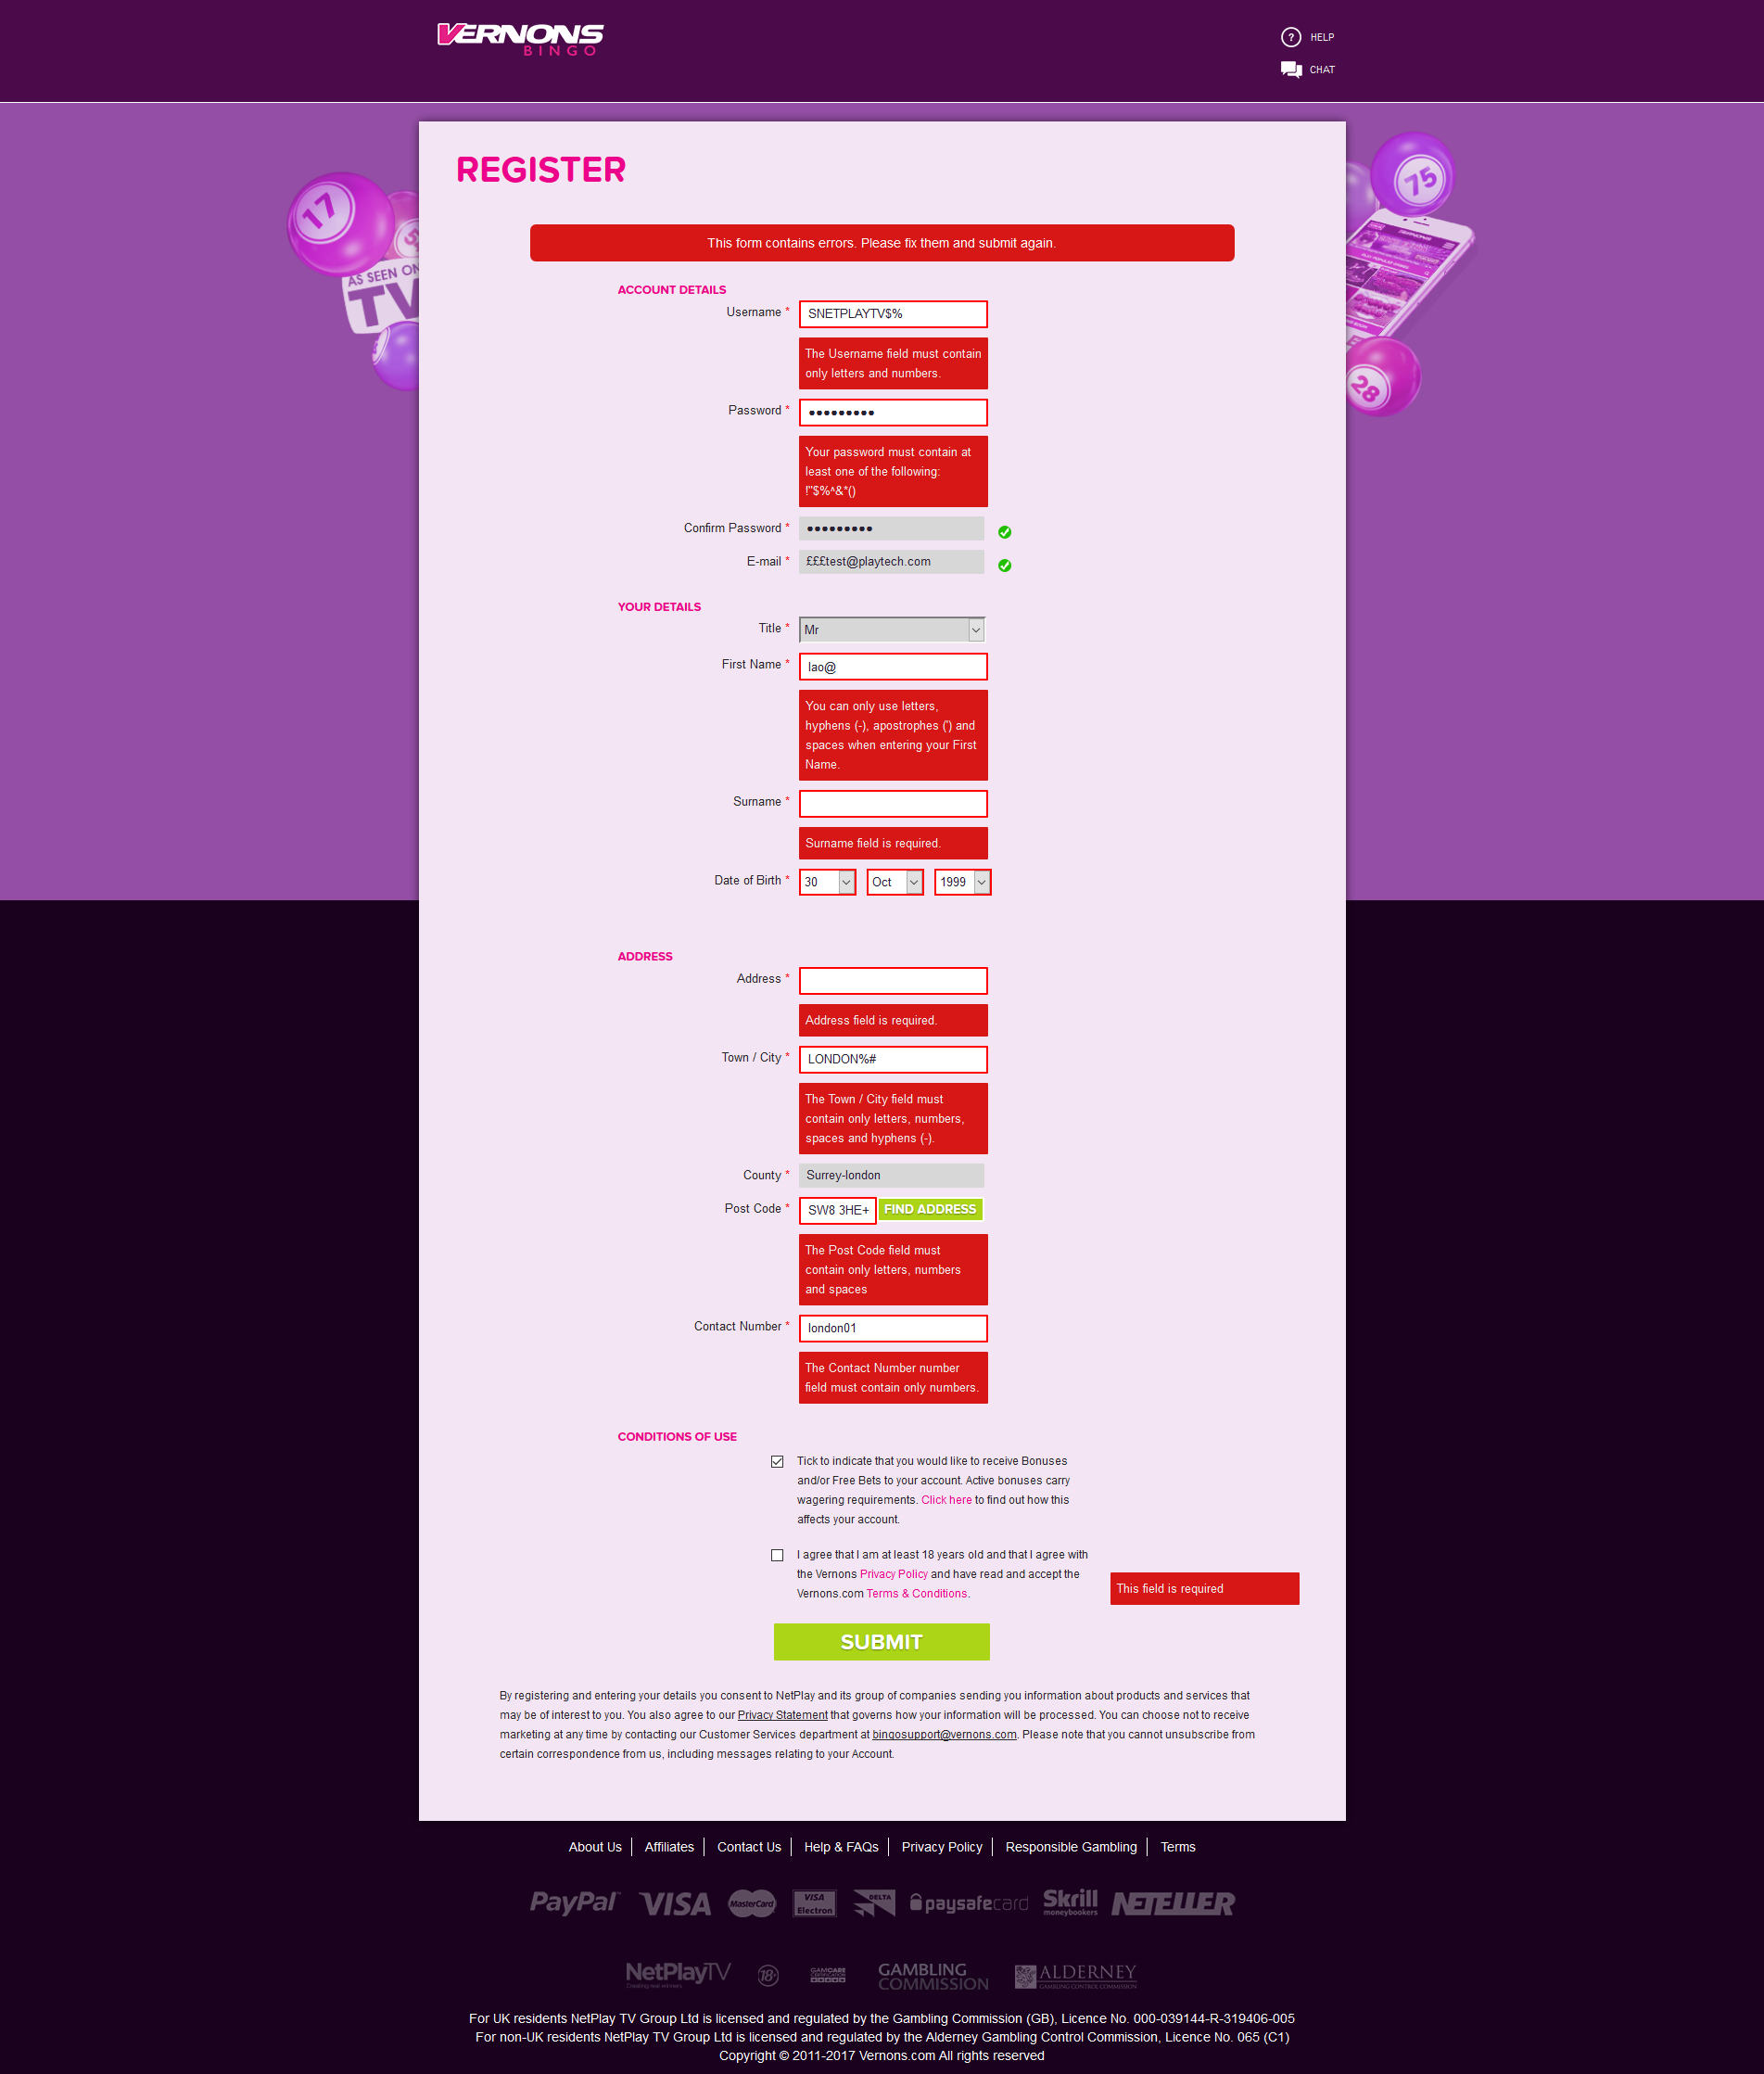 VERNONS
BINGO
? HELP
CHAT
REGISTER
17
5
AS SEEN ON
TV
75
VERNONS
28
This form contains errors. Please fix them and submit again.
ACCOUNT DETAILS
Username * SNETPLAYTV$%
The Username field must contain
only letters and numbers.
Password * •••••••••
Your password must contain at
least one of the following:
!"$%^&*()
Confirm Password * •••••••••
E-mail * £££test@playtech.com
YOUR DETAILS
Title * Mr
First Name * lao@
You can only use letters,
hyphens (-), apostrophes (') and
spaces when entering your First
Name.
Surname *
Surname field is required.
Date of Birth * 30 Oct 1999
ADDRESS
Address *
Address field is required.
Town / City * LONDON%#
The Town / City field must
contain only letters, numbers,
spaces and hyphens (-).
County * Surrey-london
Post Code * SW8 3HE+ FIND ADDRESS
The Post Code field must
contain only letters, numbers
and spaces
Contact Number * london01
The Contact Number number
field must contain only numbers.
CONDITIONS OF USE
Tick to indicate that you would like to receive Bonuses
and/or Free Bets to your account. Active bonuses carry
wagering requirements. Click here to find out how this
affects your account.
I agree that I am at least 18 years old and that I agree with
the Vernons Privacy Policy and have read and accept the
Vernons.com Terms & Conditions.
This field is required
SUBMIT
By registering and entering your details you consent to NetPlay and its group of companies sending you information about products and services that
may be of interest to you. You also agree to our Privacy Statement that governs how your information will be processed. You can choose not to receive
marketing at any time by contacting our Customer Services department at bingosupport@vernons.com. Please note that you cannot unsubscribe from
certain correspondence from us, including messages relating to your Account.
About Us Affiliates Contact Us Help & FAQs Privacy Policy Responsible Gambling Terms
PayPal VISA MasterCard VISA Electron DELTA paysafecard Skrill moneybookers NETELLER
NetPlayTV 18+ GAMCARE CERTIFICATION GAMBLING COMMISSION ALDERNEY GAMBLING CONTROL COMMISSION
For UK residents NetPlay TV Group Ltd is licensed and regulated by the Gambling Commission (GB), Licence No. 000-039144-R-319406-005
For non-UK residents NetPlay TV Group Ltd is licensed and regulated by the Alderney Gambling Control Commission, Licence No. 065 (C1)
Copyright © 2011-2017 Vernons.com All rights reserved